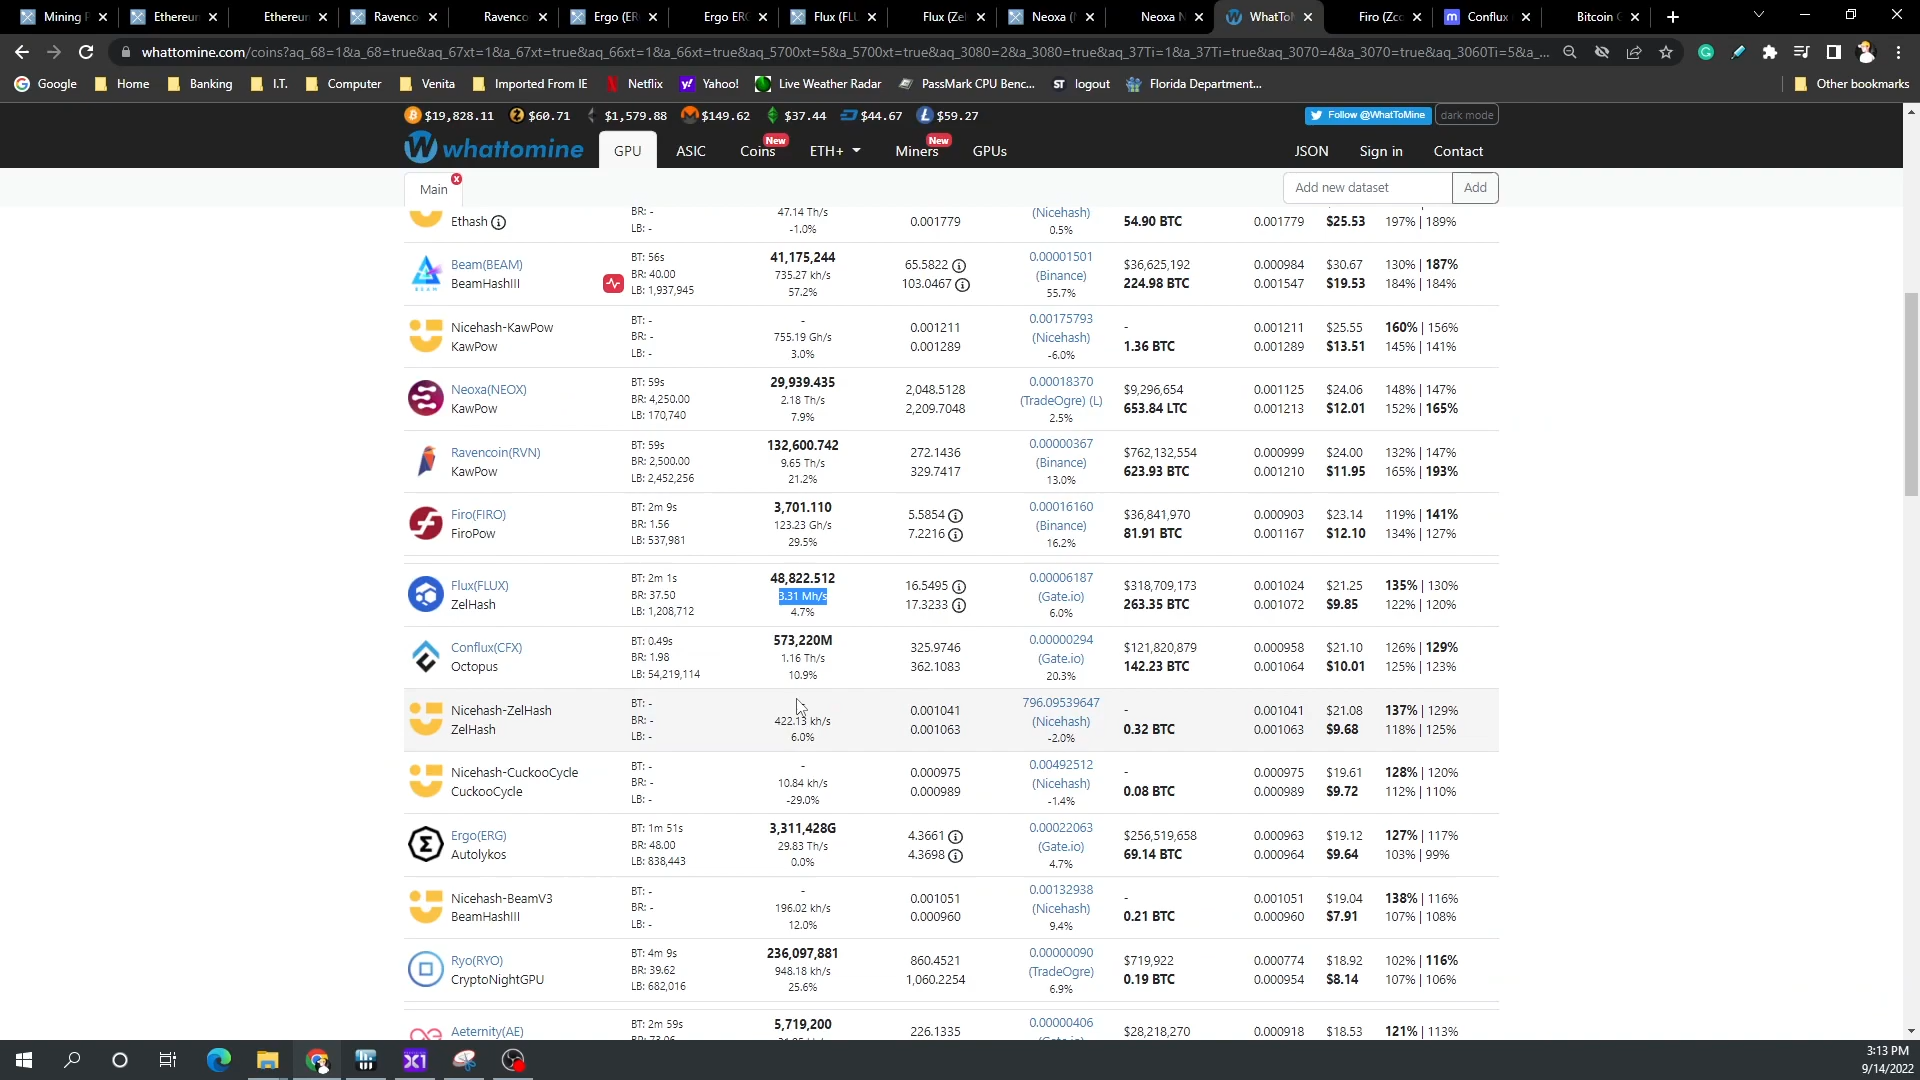 Mining P
Ethereum
Ethereum
Ravenco
Ravenco
Ergo (ER
Ergo ERG
Flux (FLU
Flux (Zel
Neoxa (
Neoxa N
WhatToM
Firo (Zco
Conflux
Bitcoin
whattomine.com/coins?aq_68=1&a_68=true&aq_67xt=1&a_67xt=true&aq_66xt=1&a_66xt=true&aq_5700xt=5&a_5700xt=true&aq_3080=2&a_3080=true&aq_37Ti=1&a_37Ti=true&aq_3070=4&a_3070=true&aq_3060Ti=5&a_...
Google Home Banking I.T. Computer Venita Imported From IE Netflix Yahoo! Live Weather Radar PassMark CPU Benc... ST logout Florida Department... Other bookmarks
$19,828.11 $60.71 $1,579.88 $149.62 $37.44 $44.67 $59.27 Follow @WhatToMine dark mode
whattomine GPU ASIC Coins New ETH+ Miners New GPUs JSON Sign in Contact
Main Add new dataset Add
BR: - 47.14 Th/s (Nicehash)
Ethash 0.001779 54.90 BTC 0.001779 $25.53 197% | 189%
LB: - -1.0% 0.5%
BT: 56s 41,175,244 0.00001501
Beam(BEAM) 65.5822 $36,625,192 0.000984 $30.67 130% | 187%
BR: 40.00 735.27 kh/s (Binance)
BeamHashIII 103.0467 224.98 BTC 0.001547 $19.53 184% | 184%
LB: 1,937,945 57.2% 55.7%
BT: - - 0.00175793
Nicehash-KawPow 0.001211 - 0.001211 $25.55 160% | 156%
BR: - 755.19 Gh/s (Nicehash)
KawPow 0.001289 1.36 BTC 0.001289 $13.51 145% | 141%
LB: - 3.0% -6.0%
BT: 59s 29,939.435 0.00018370
Neoxa(NEOX) 2,048.5128 $9,296,654 0.001125 $24.06 148% | 147%
BR: 4,250.00 2.18 Th/s (TradeOgre) (L)
KawPow 2,209.7048 653.84 LTC 0.001213 $12.01 152% | 165%
LB: 170,740 7.9% 2.5%
BT: 59s 132,600.742 0.00000367
Ravencoin(RVN) 272.1436 $762,132,554 0.000999 $24.00 132% | 147%
BR: 2,500.00 9.65 Th/s (Binance)
KawPow 329.7417 623.93 BTC 0.001210 $11.95 165% | 193%
LB: 2,452,256 21.2% 13.0%
BT: 2m 9s 3,701.110 0.00016160
Firo(FIRO) 5.5854 $36,841,970 0.000903 $23.14 119% | 141%
BR: 1.56 123.23 Gh/s (Binance)
FiroPow 7.2216 81.91 BTC 0.001167 $12.10 134% | 127%
LB: 537,981 29.5% 16.2%
BT: 2m 1s 48,822.512 0.00006187
Flux(FLUX) 16.5495 $318,709,173 0.001024 $21.25 135% | 130%
BR: 37.50 3.31 Mh/s (Gate.io)
ZelHash 17.3233 263.35 BTC 0.001072 $9.85 122% | 120%
LB: 1,208,712 4.7% 6.0%
BT: 0.49s 573,220M 0.00000294
Conflux(CFX) 325.9746 $121,820,879 0.000958 $21.10 126% | 129%
BR: 1.98 1.16 Th/s (Gate.io)
Octopus 362.1083 142.23 BTC 0.001064 $10.01 125% | 123%
LB: 54,219,114 10.9% 20.3%
BT: - 796.09539647
Nicehash-ZelHash 0.001041 - 0.001041 $21.08 137% | 129%
BR: - 422.13 kh/s (Nicehash)
ZelHash 0.001063 0.32 BTC 0.001063 $9.68 118% | 125%
LB: - 6.0% -2.0%
BT: - - 0.00492512
Nicehash-CuckooCycle 0.000975 - 0.000975 $19.61 128% | 120%
BR: - 10.84 kh/s (Nicehash)
CuckooCycle 0.000989 0.08 BTC 0.000989 $9.72 112% | 110%
LB: - -29.0% -1.4%
BT: 1m 51s 3,311,428G 0.00022063
Ergo(ERG) 4.3661 $256,519,658 0.000963 $19.12 127% | 117%
BR: 48.00 29.83 Th/s (Gate.io)
Autolykos 4.3698 69.14 BTC 0.000964 $9.64 103% | 99%
LB: 838,443 0.0% 4.7%
BT: - - 0.00132938
Nicehash-BeamV3 0.001051 - 0.001051 $19.04 138% | 116%
BR: - 196.02 kh/s (Nicehash)
BeamHashIII 0.000960 0.21 BTC 0.000960 $7.91 107% | 108%
LB: - 12.0% 9.4%
BT: 4m 9s 236,097,881 0.00000090
Ryo(RYO) 860.4521 $719,922 0.000774 $18.92 102% | 116%
BR: 39.62 948.18 kh/s (TradeOgre)
CryptoNightGPU 1,060.2254 0.19 BTC 0.000954 $8.14 107% | 106%
LB: 682,016 25.6% 6.9%
BT: 2m 59s 5,719,200 0.00000406
Aeternity(AE) 226.1335 $28,218,270 0.000918 $18.53 121% | 113%
3:13 PM
9/14/2022